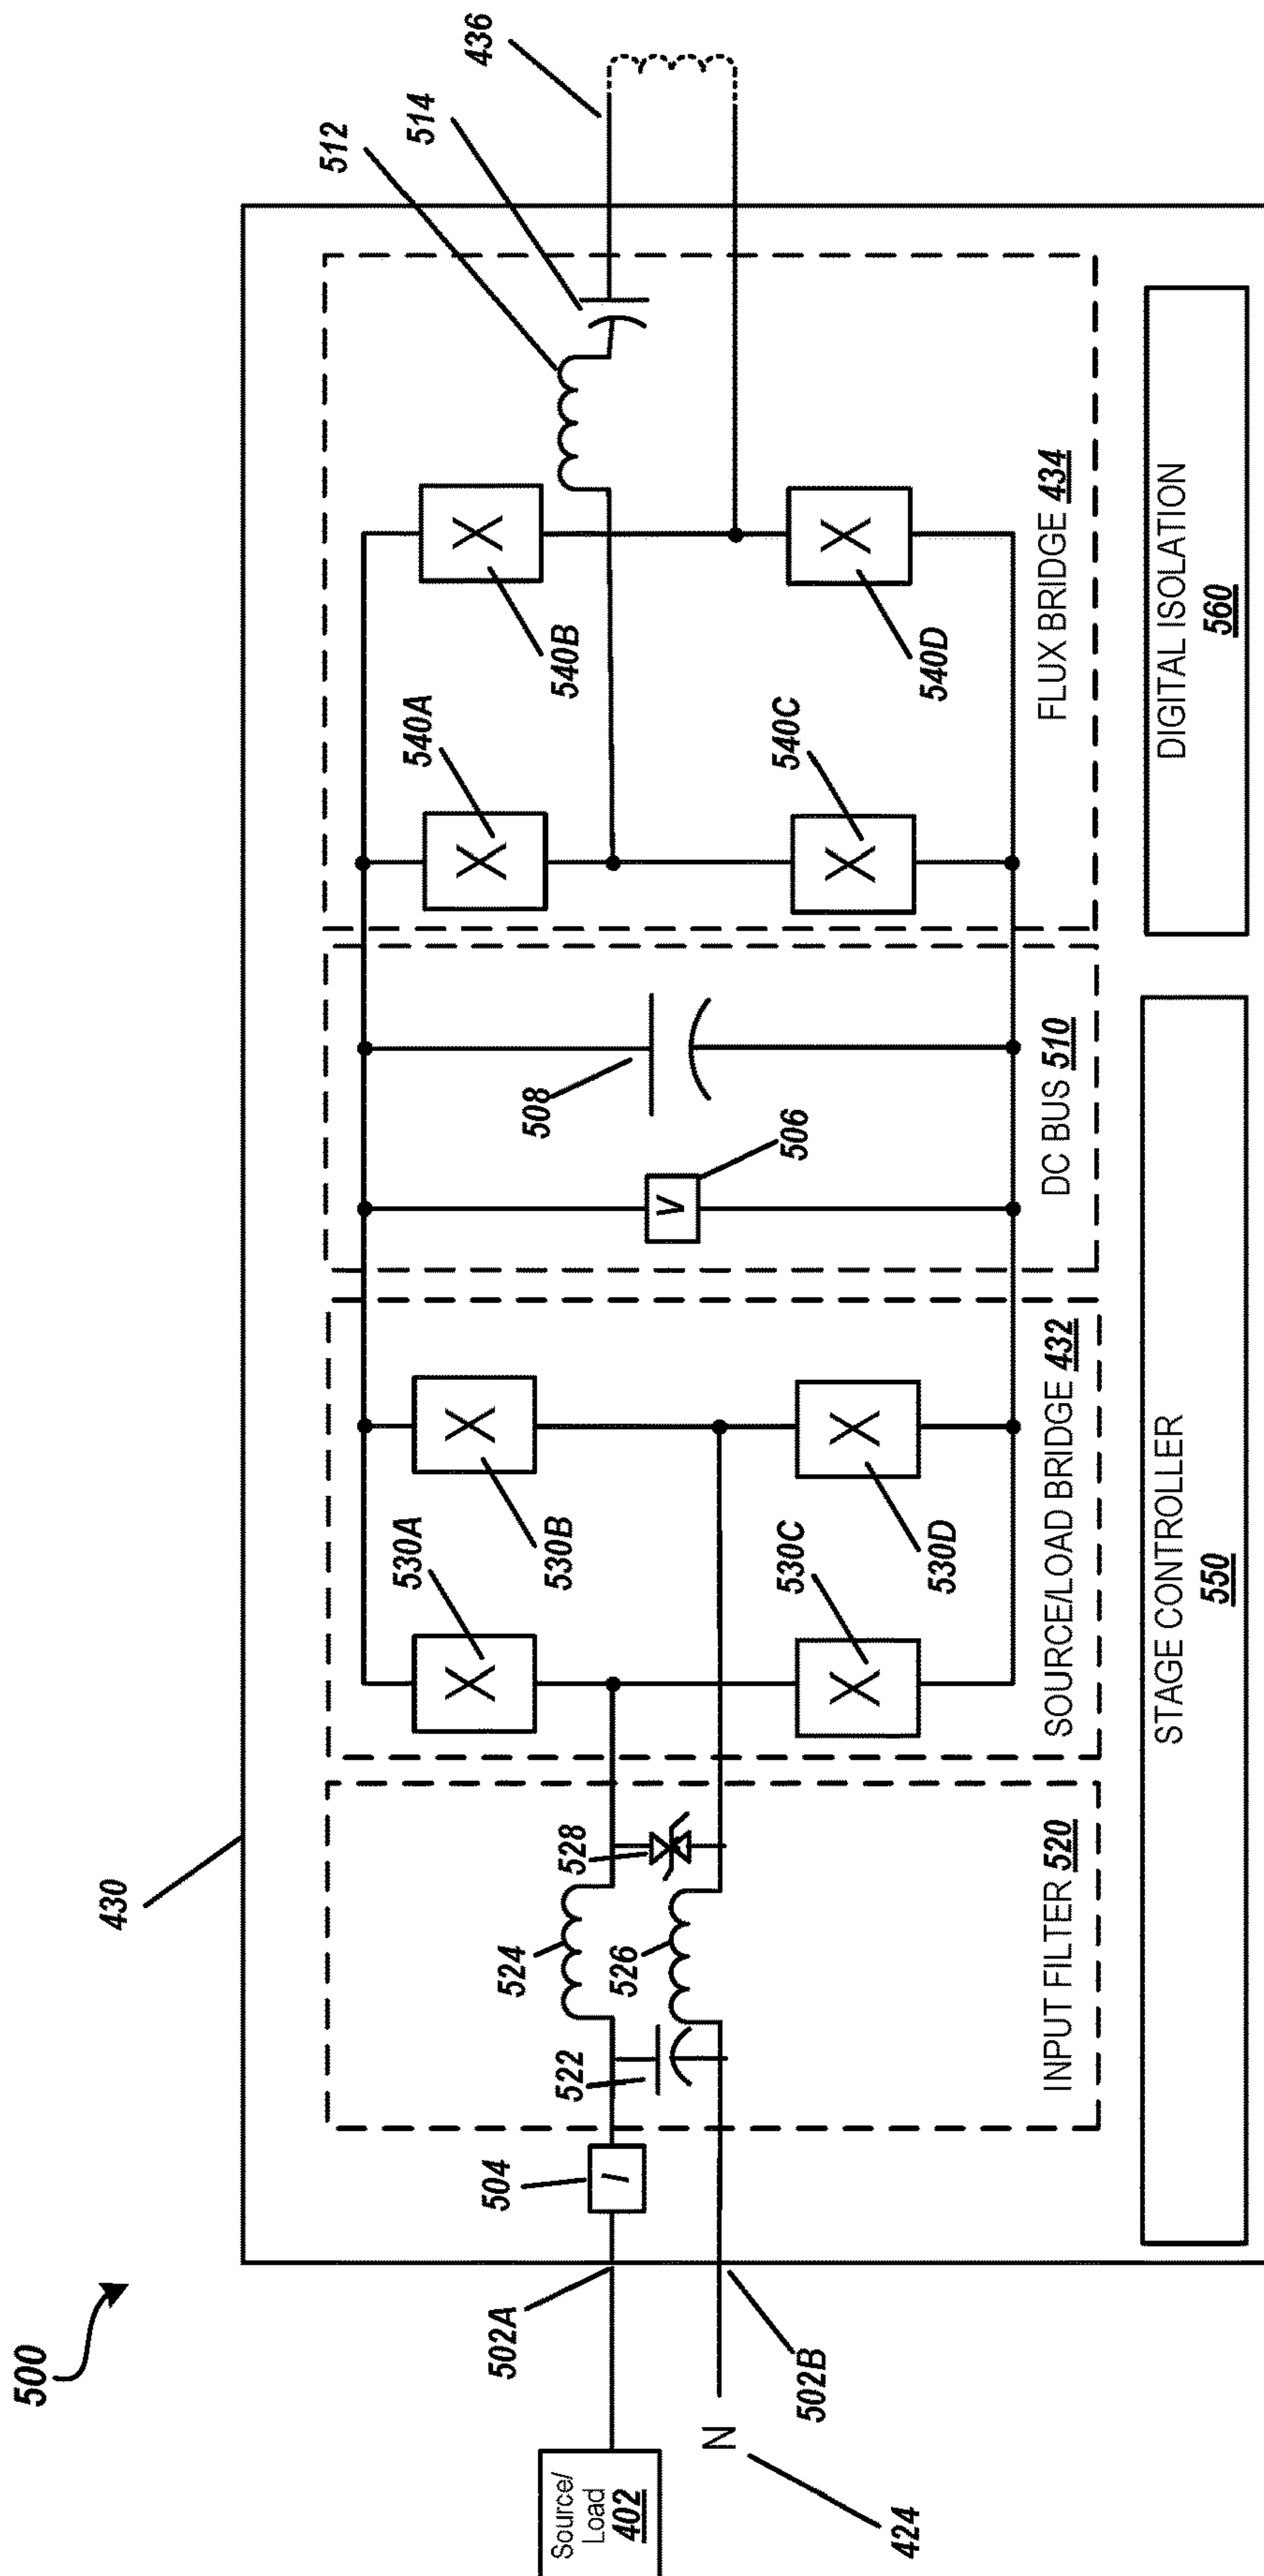 500
430
512
514
436
Source/
Load
402
N
424
502A
502B
504
I
522
524
526
528
INPUT FILTER 520
530A
X
530B
X
530C
X
530D
X
SOURCE/LOAD BRIDGE 432
508
506
V
DC BUS 510
540A
X
540B
X
540C
X
540D
X
FLUX BRIDGE 434
STAGE CONTROLLER
550
DIGITAL ISOLATION
560